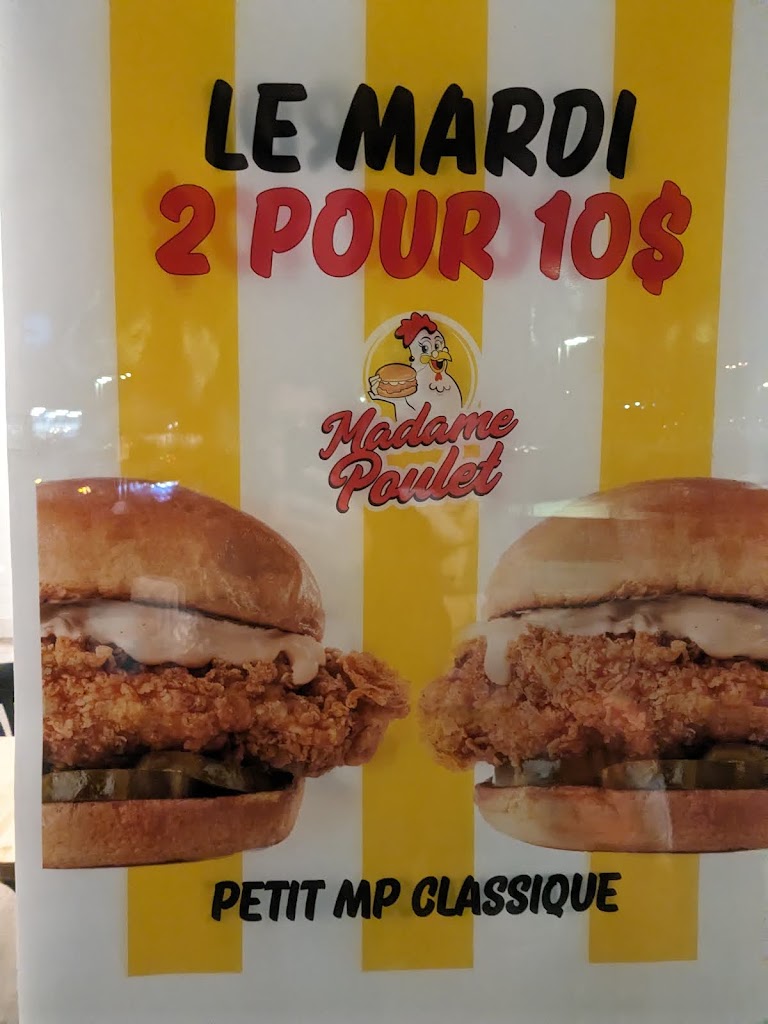 LE MARDI
2 POUR 10$
Madame
Poulet
PETIT MP CLASSIQUE